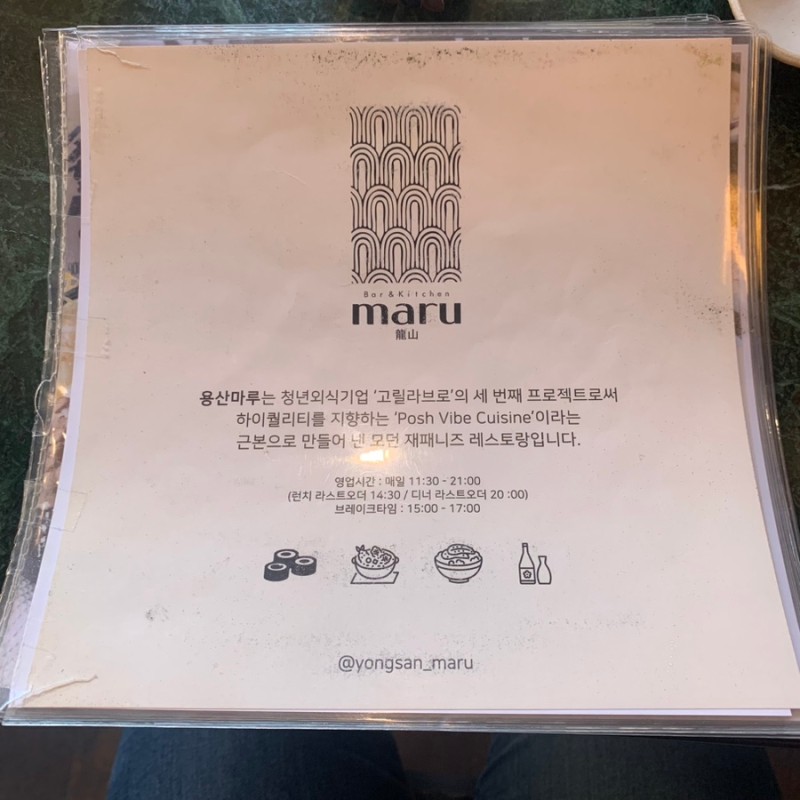 Bar & Kitchen
maru
龍山
용산마루는 청년외식기업 '고릴라브로'의 세 번째 프로젝트로써
하이퀄리티를 지향하는 'Posh Vibe Cuisine'이라는
근본으로 만들어 낸 모던 재패니즈 레스토랑입니다.
영업시간 : 매일 11:30 - 21:00
(런치 라스트오더 14:30 / 디너 라스트오더 20 :00)
브레이크타임 : 15:00 - 17:00
@yongsan_maru